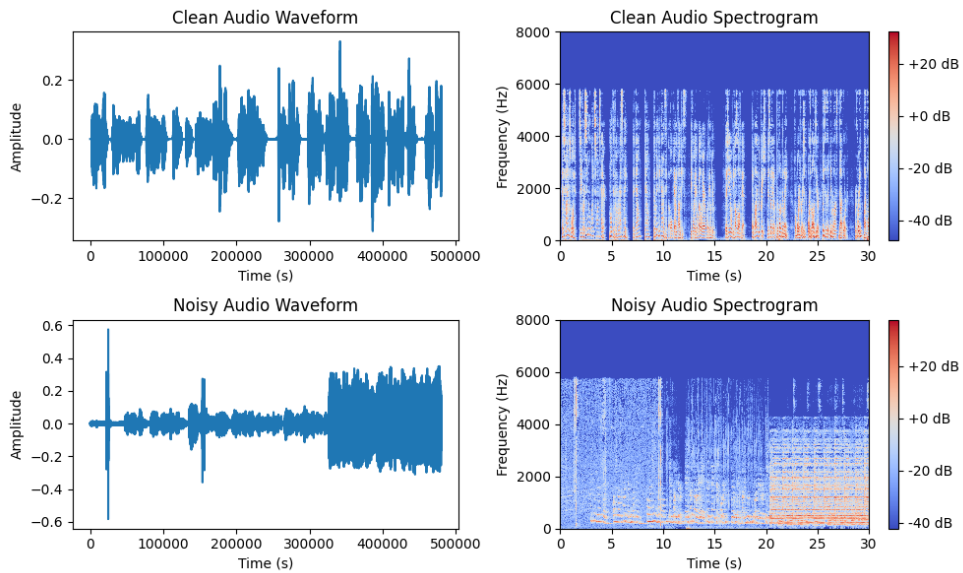 Clean Audio Waveform
Amplitude
0.2
0.0
−0.2
0 100000 200000 300000 400000 500000
Time (s)
Clean Audio Spectrogram
Frequency (Hz)
8000
6000
4000
2000
0
0 5 10 15 20 25 30
Time (s)
+20 dB
+0 dB
-20 dB
-40 dB
Noisy Audio Waveform
Amplitude
0.6
0.4
0.2
0.0
−0.2
−0.4
−0.6
0 100000 200000 300000 400000 500000
Time (s)
Noisy Audio Spectrogram
Frequency (Hz)
8000
6000
4000
2000
0
0 5 10 15 20 25 30
Time (s)
+20 dB
+0 dB
-20 dB
-40 dB